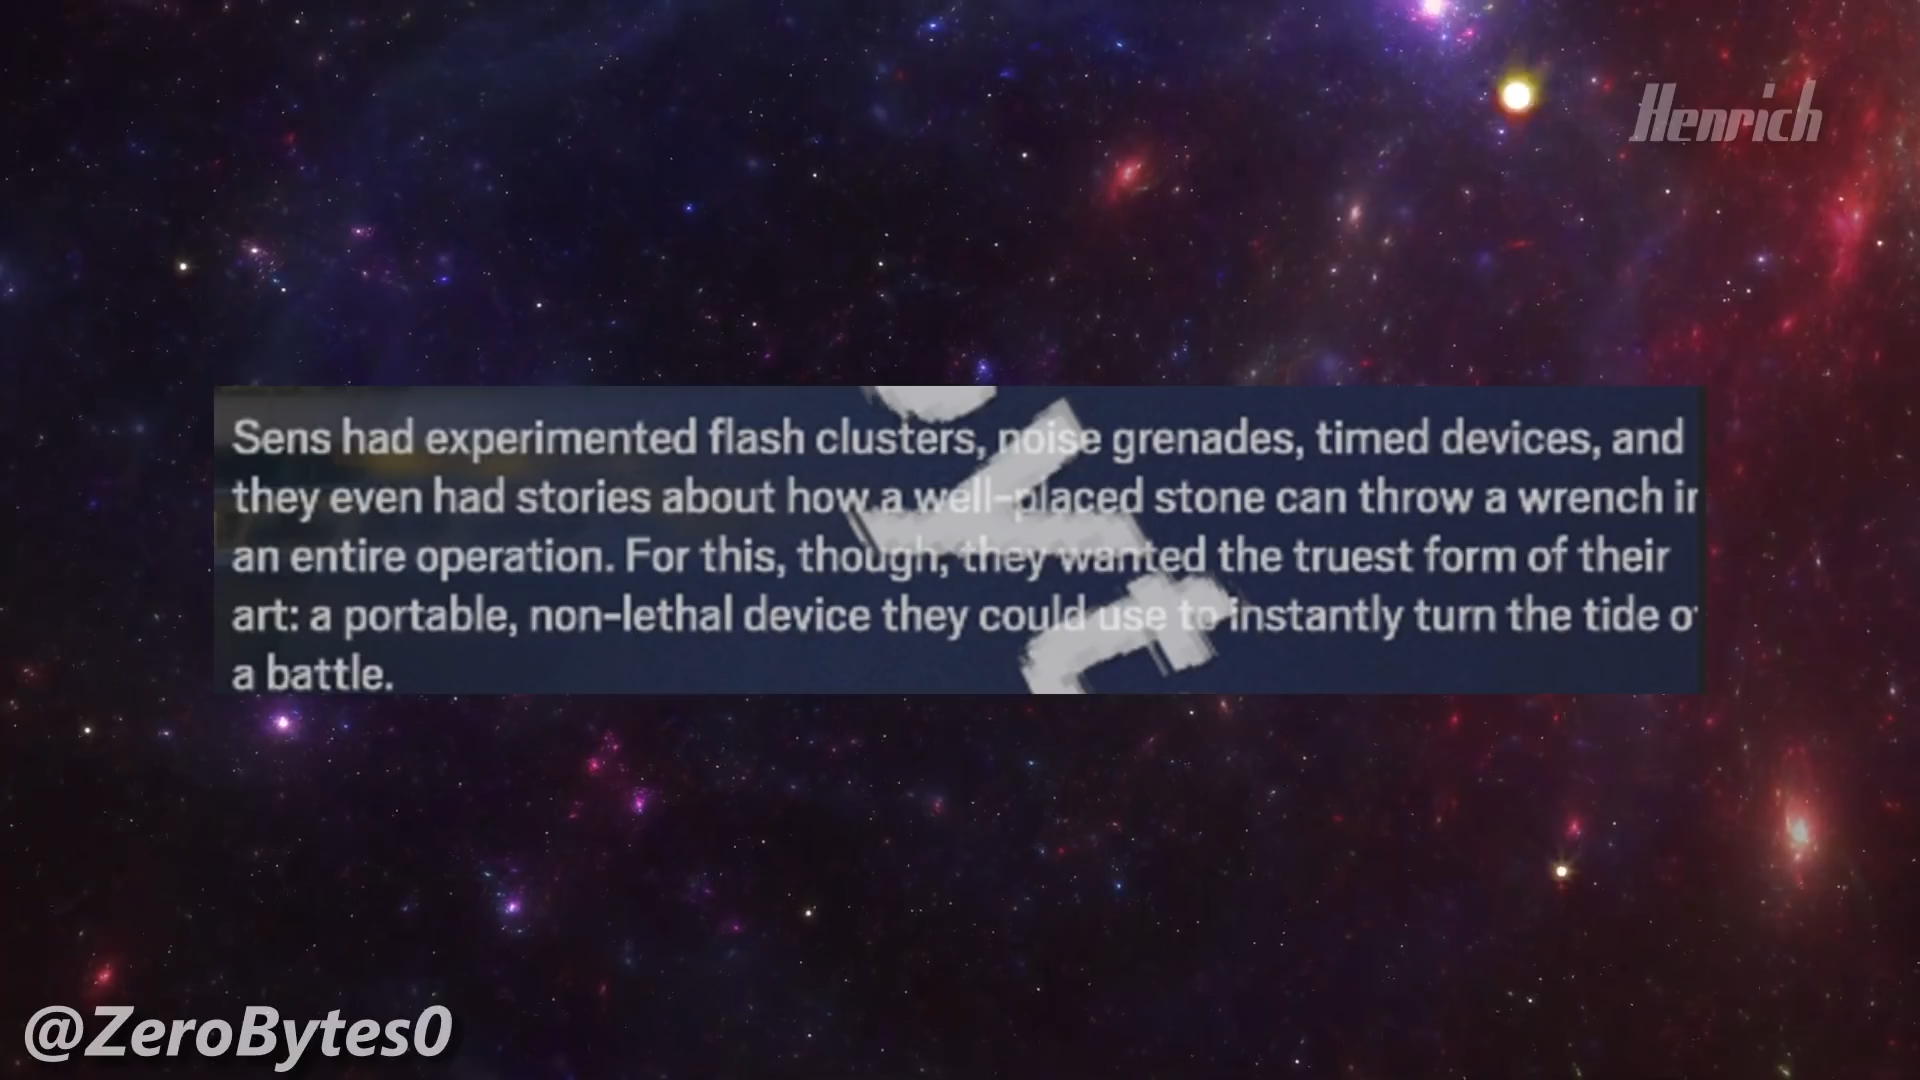 Henrich
Sens had experimented flash clusters, noise grenades, timed devices, and
they even had stories about how a well-placed stone can throw a wrench in
an entire operation. For this, though, they wanted the truest form of their
art: a portable, non-lethal device they could use to instantly turn the tide of
a battle.
@ZeroBytes0